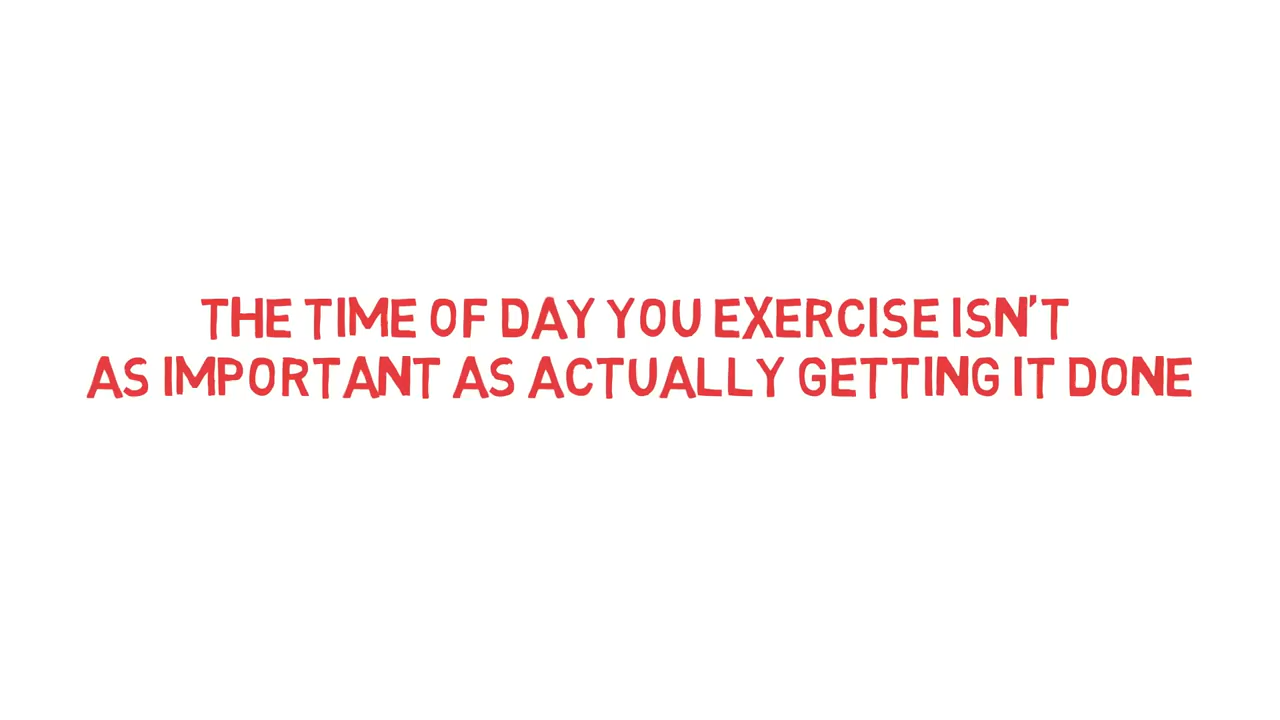 THE TIME OF DAY YOU EXERCISE ISN'T
AS IMPORTANT AS ACTUALLY GETTING IT DONE